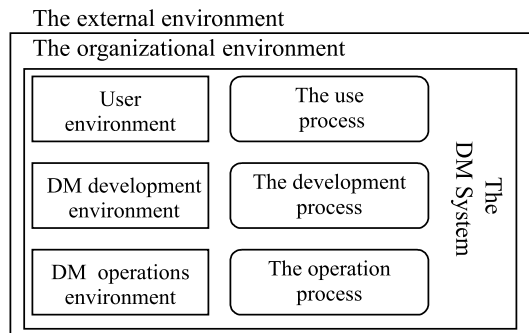 The external environment
The organizational environment
User
environment
The use
process
DM development
environment
The development
process
DM operations
environment
The operation
process
The
DM System